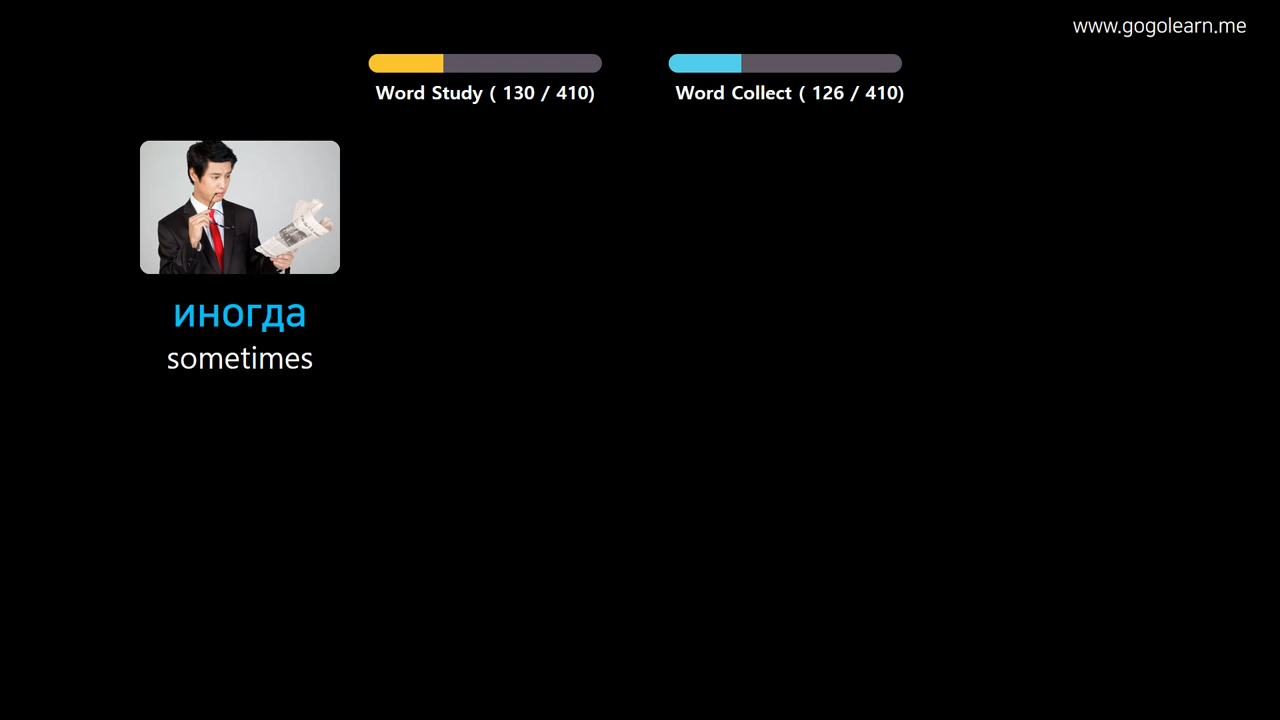 www.gogolearn.me
Word Study ( 130 / 410)
Word Collect ( 126 / 410)
иногда
sometimes